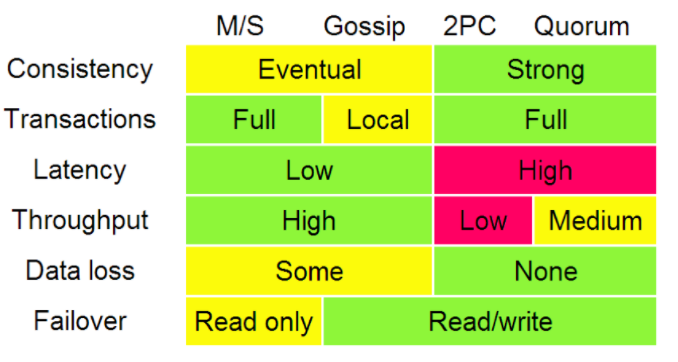 M/S Gossip 2PC Quorum
Consistency Eventual Strong
Transactions Full Local Full
Latency Low High
Throughput High Low Medium
Data loss Some None
Failover Read only Read/write